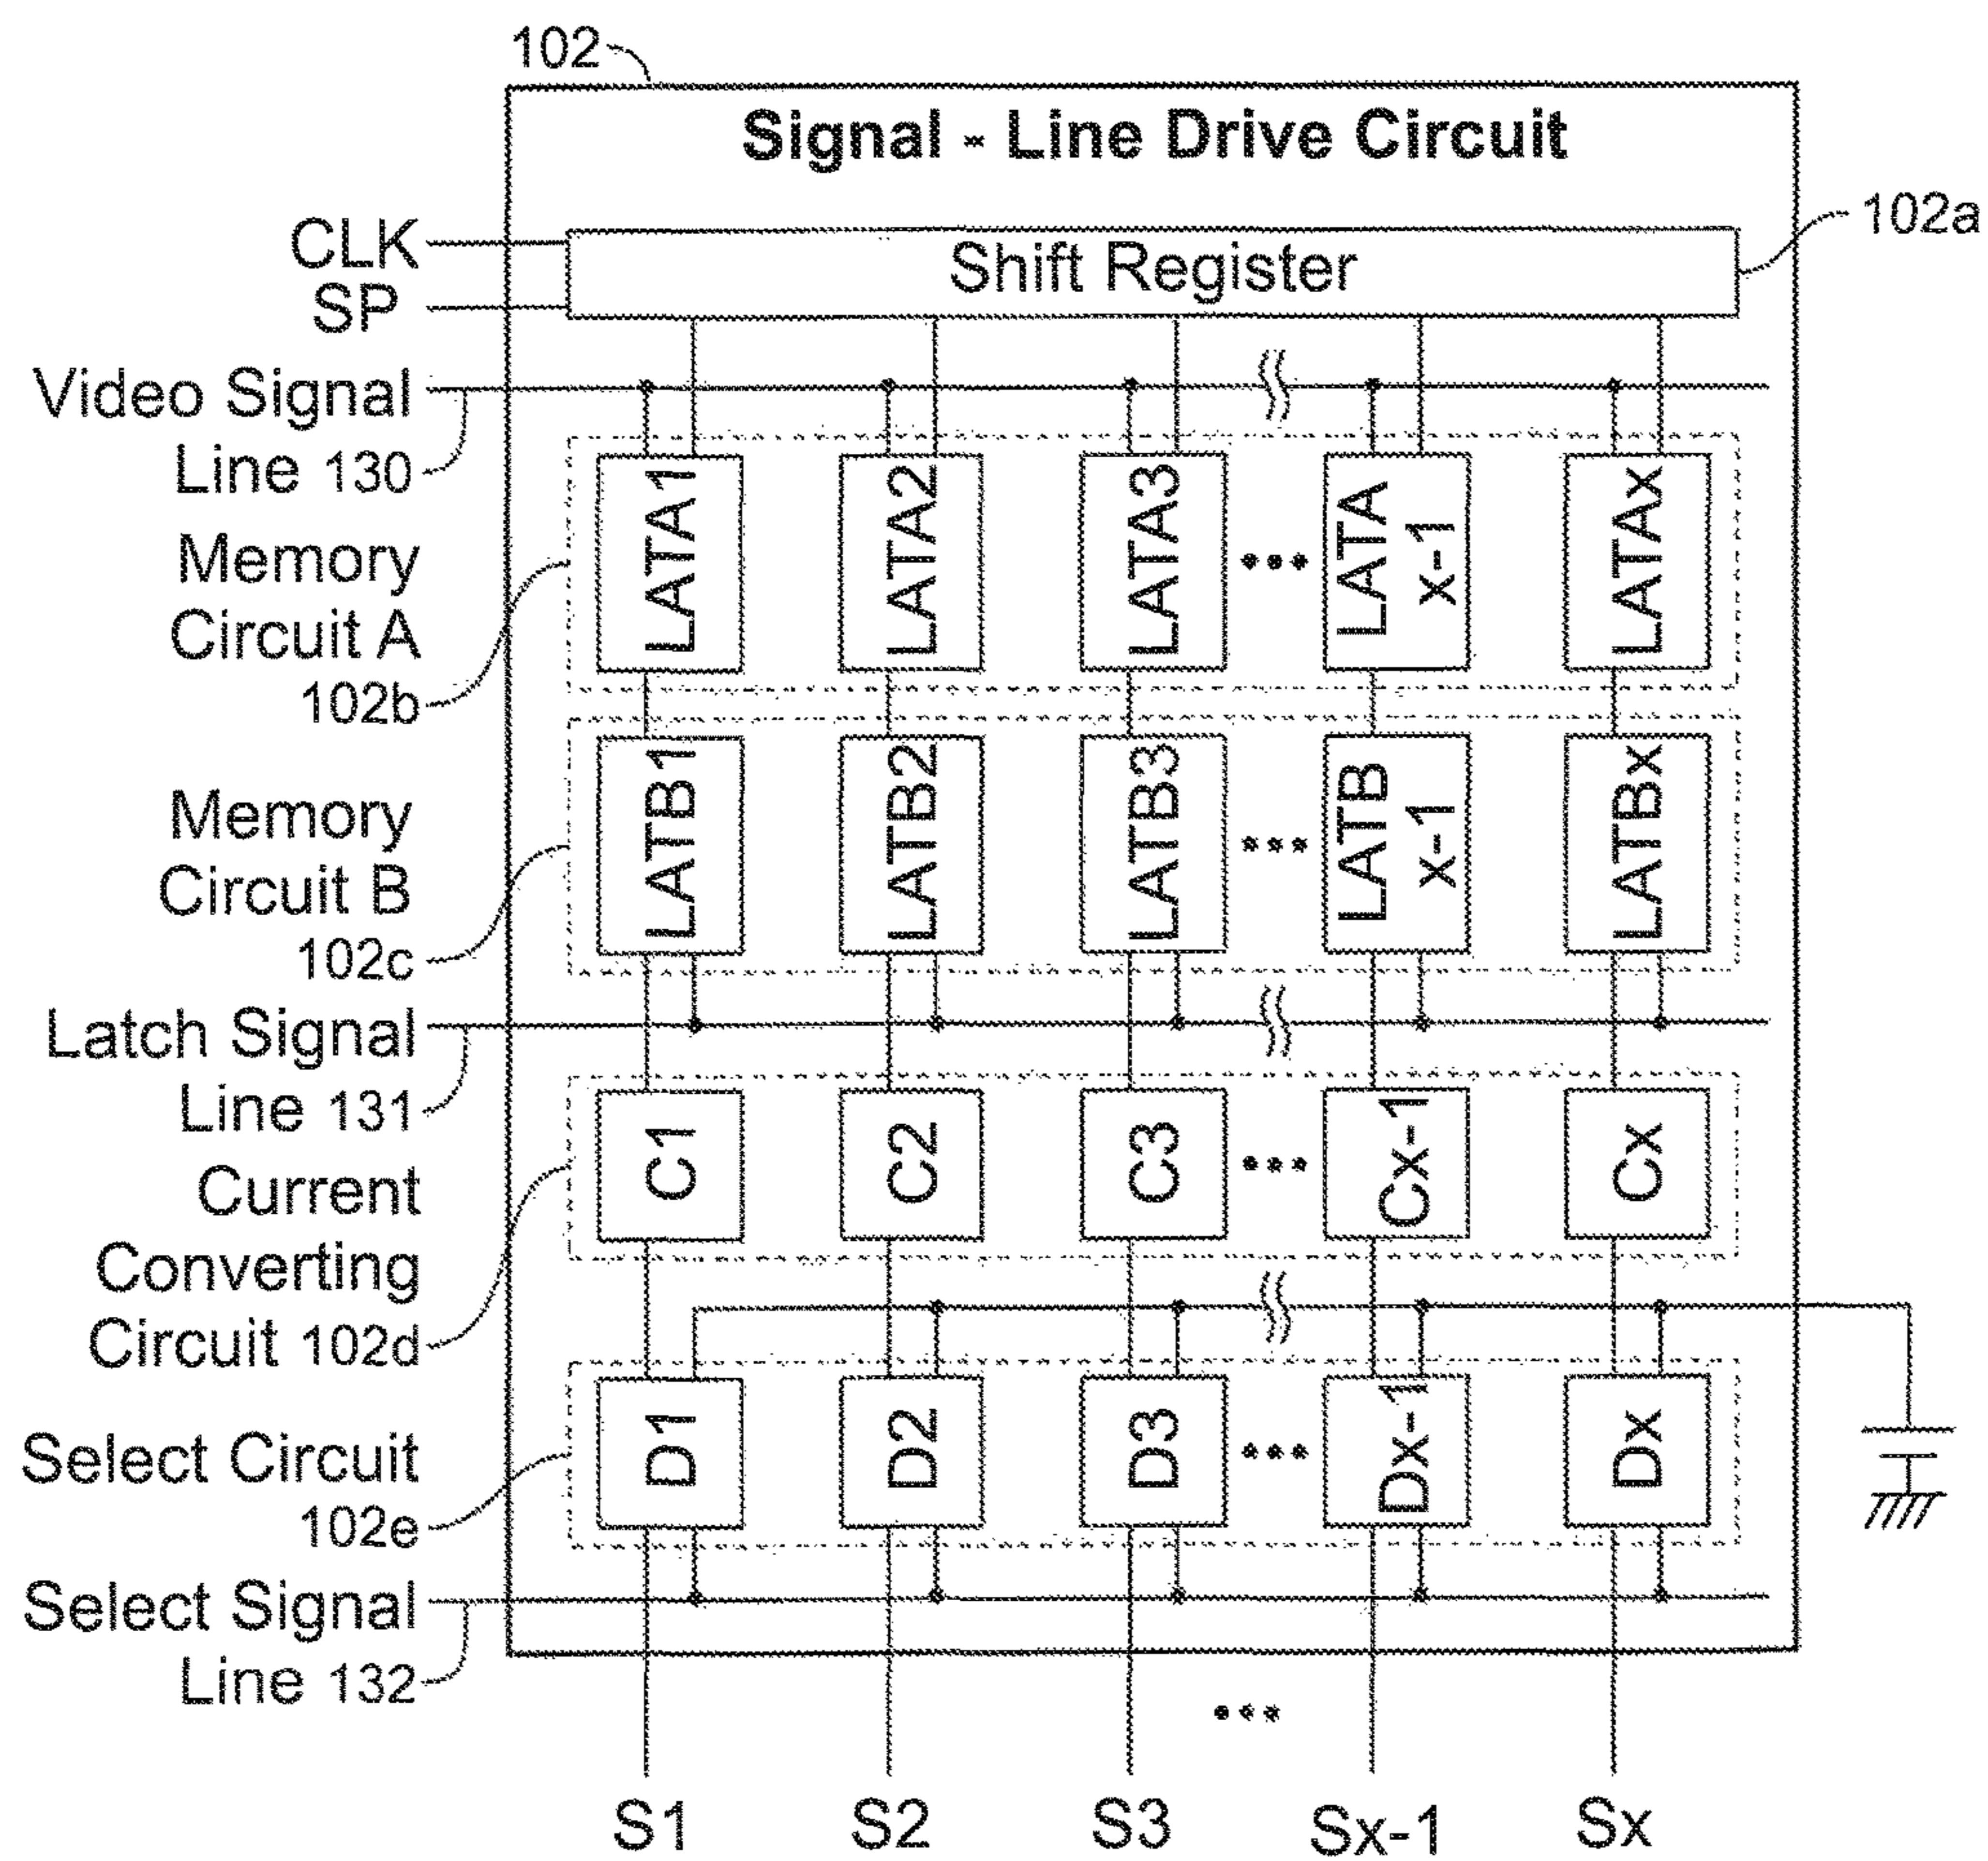 102
Signal - Line Drive Circuit
102a
CLK
SP
Shift Register
Video Signal
Line 130
Memory
Circuit A
102b
LATA1
LATA2
LATA3
•••
LATA
x-1
LATAx
Memory
Circuit B
102c
LATB1
LATB2
LATB3
•••
LATB
x-1
LATBx
Latch Signal
Line 131
Current
Converting
Circuit 102d
C1
C2
C3
•••
Cx-1
Cx
Select Circuit
102e
D1
D2
D3
•••
Dx-1
Dx
Select Signal
Line 132
•••
S1
S2
S3
Sx-1
Sx